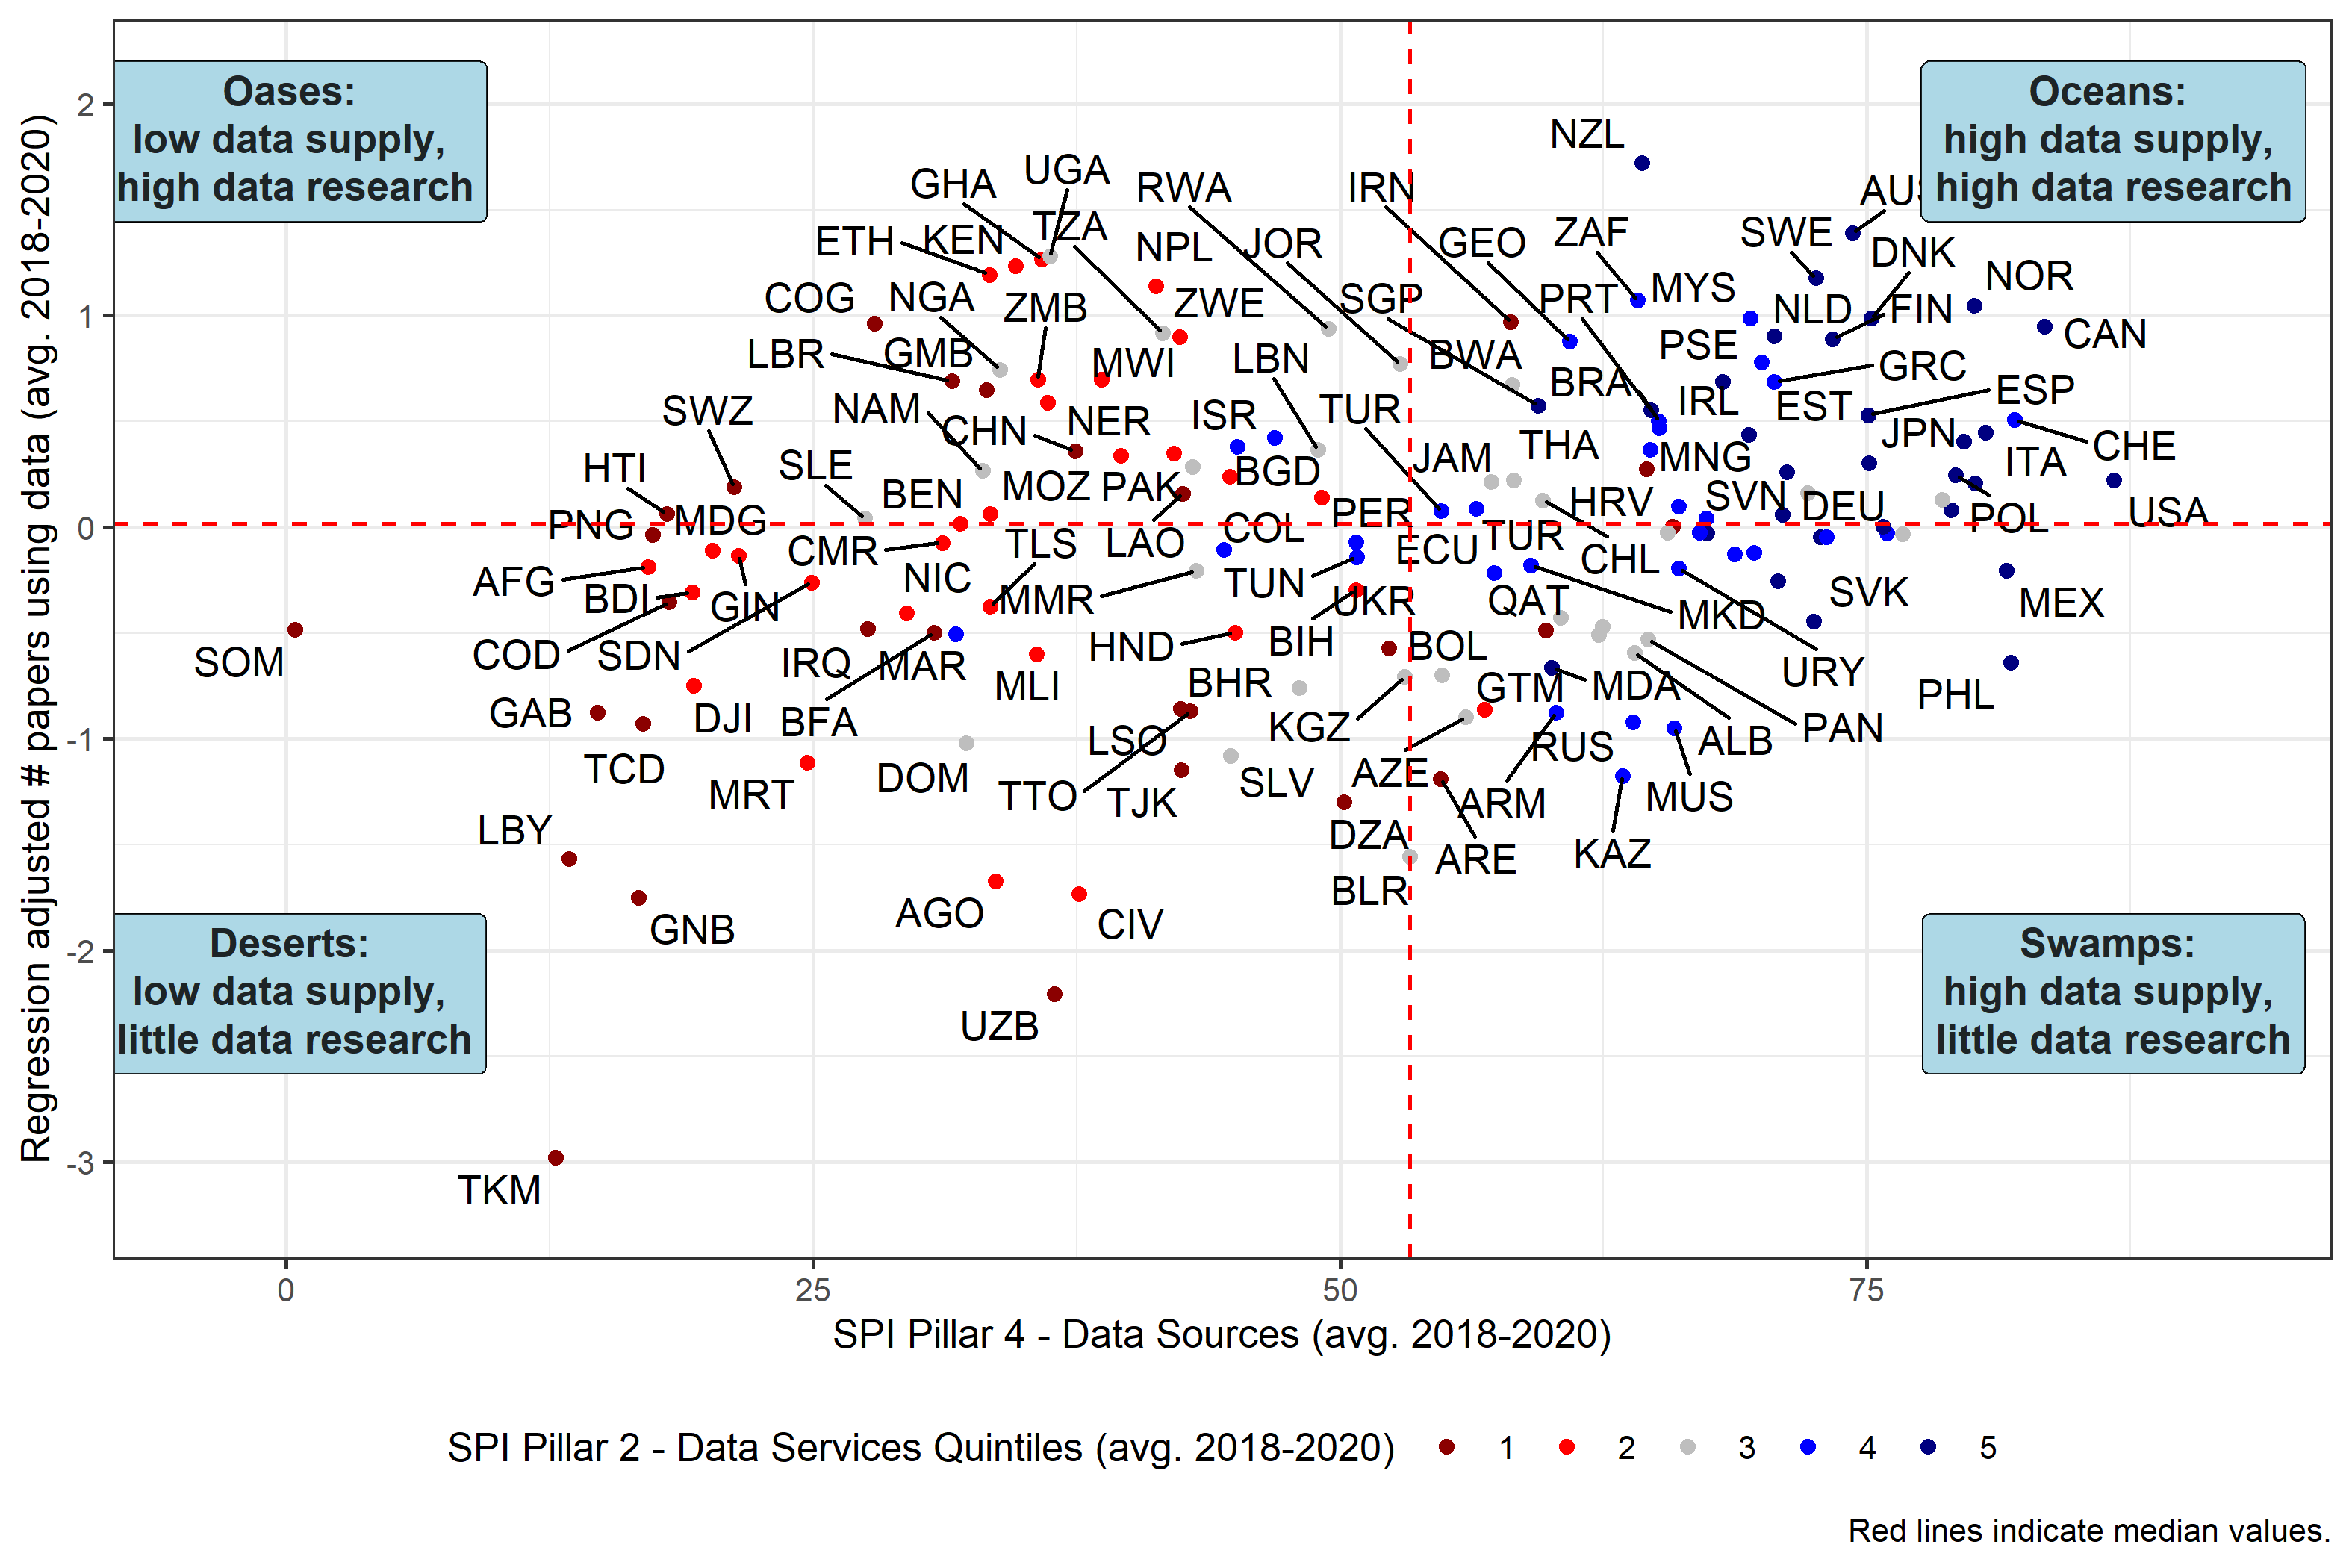 Oases:
low data supply,
high data research
Oceans:
high data supply,
high data research
Deserts:
low data supply,
little data research
Swamps:
high data supply,
little data research
Regression adjusted # papers using data (avg. 2018-2020)
2
1
0
-1
-2
-3
NZL
UGA
GHA
RWA
IRN
AUS
TZA
ETH
KEN
NPL
JOR
GEO
ZAF
SWE
DNK
NOR
COG
NGA
ZMB
ZWE
SGP
PRT
MYS
NLD
FIN
CAN
LBR
GMB
MWI
LBN
BWA
PSE
GRC
SWZ
NAM
CHN
NER
ISR
TUR
BRA
IRL
EST
ESP
HTI
SLE
BEN
MOZ
PAK
BGD
JAM
THA
MNG
JPN
ITA
CHE
PNG
MDG
CMR
TLS
LAO
COL
PER
HRV
SVN
DEU
POL
USA
AFG
BDI
GIN
NIC
MMR
TUN
ECU
TUR
CHL
SOM
COD
SDN
IRQ
MAR
HND
BIH
UKR
QAT
MKD
SVK
MEX
GAB
DJI
BFA
MLI
BHR
BOL
GTM
MDA
URY
PHL
TCD
MRT
DOM
LSO
KGZ
RUS
ALB
PAN
TTO
TJK
SLV
AZE
ARM
MUS
LBY
DZA
ARE
KAZ
GNB
AGO
CIV
BLR
UZB
TKM
0
25
50
75
SPI Pillar 4 - Data Sources (avg. 2018-2020)
SPI Pillar 2 - Data Services Quintiles (avg. 2018-2020) 1 2 3 4 5
Red lines indicate median values.